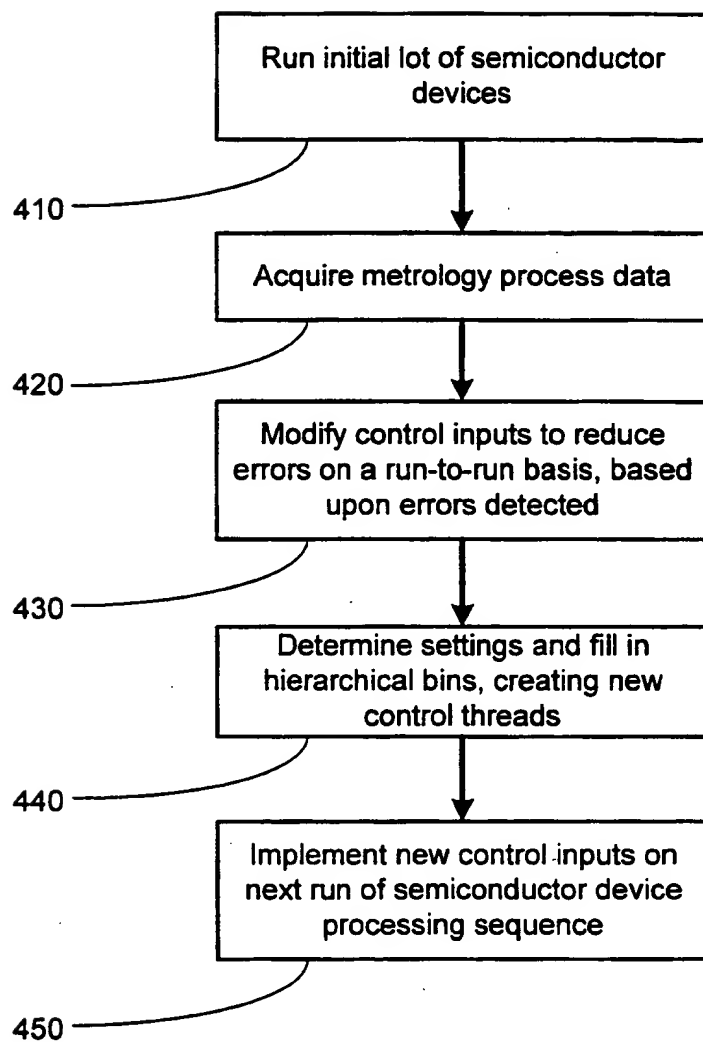 Run initial lot of semiconductor
devices
410
Acquire metrology process data
420
Modify control inputs to reduce
errors on a run-to-run basis, based
upon errors detected
430
Determine settings and fill in
hierarchical bins, creating new
control threads
440
Implement new control inputs on
next run of semiconductor device
processing sequence
450